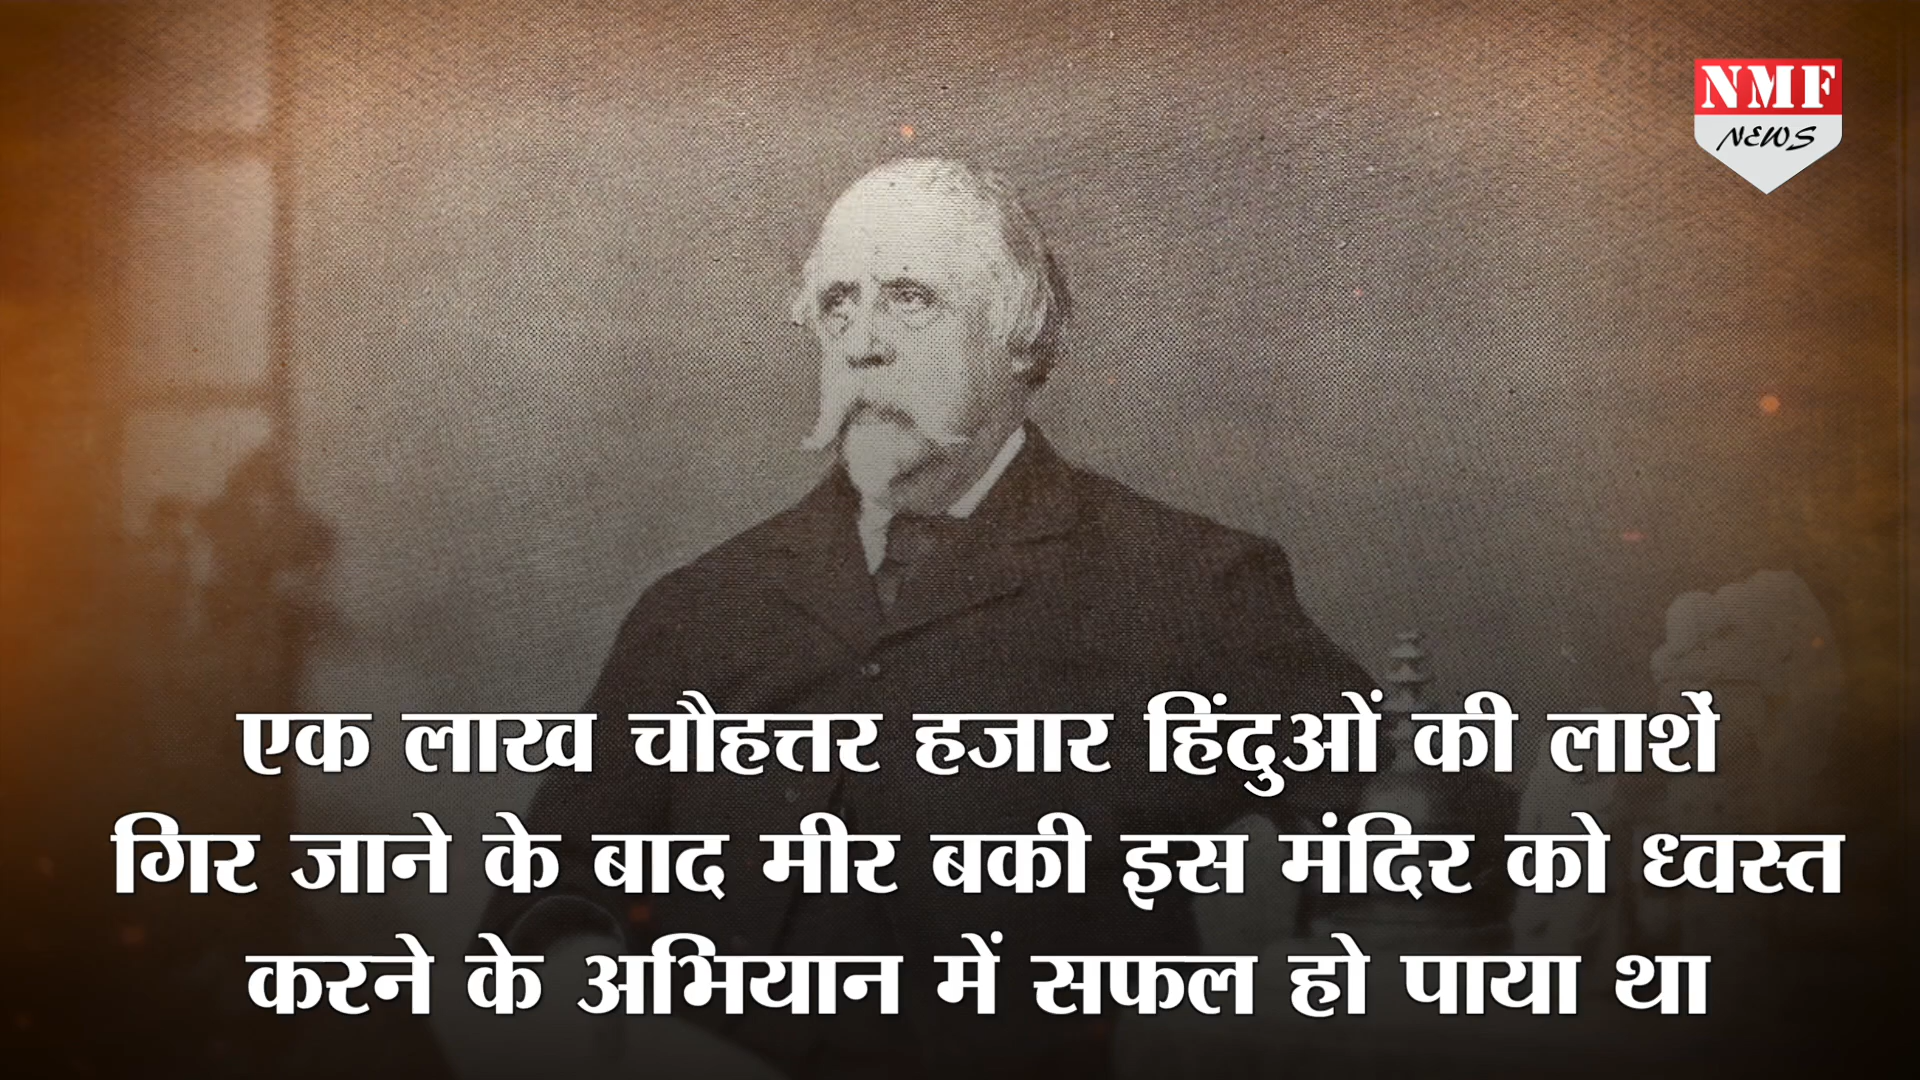 NMF
NEWS
एक लाख चौहत्तर हजार हिंदुओं की लाशें
गिर जाने के बाद मीर बकी इस मंदिर को ध्वस्त
करने के अभियान में सफल हो पाया था